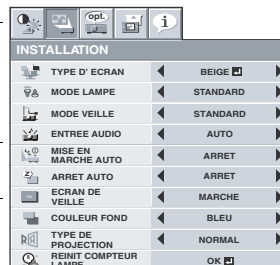 opt.
i
INSTALLATION
TYPE D' ECRAN BEIGE
MODE LAMPE STANDARD
MODE VEILLE STANDARD
ENTREE AUDIO AUTO
MISE EN
MARCHE AUTO ARRET
ARRET AUTO ARRET
ECRAN DE
VEILLE MARCHE
COULEUR FOND BLEU
TYPE DE
PROJECTION NORMAL
REINIT COMPTEUR
LAMPE OK